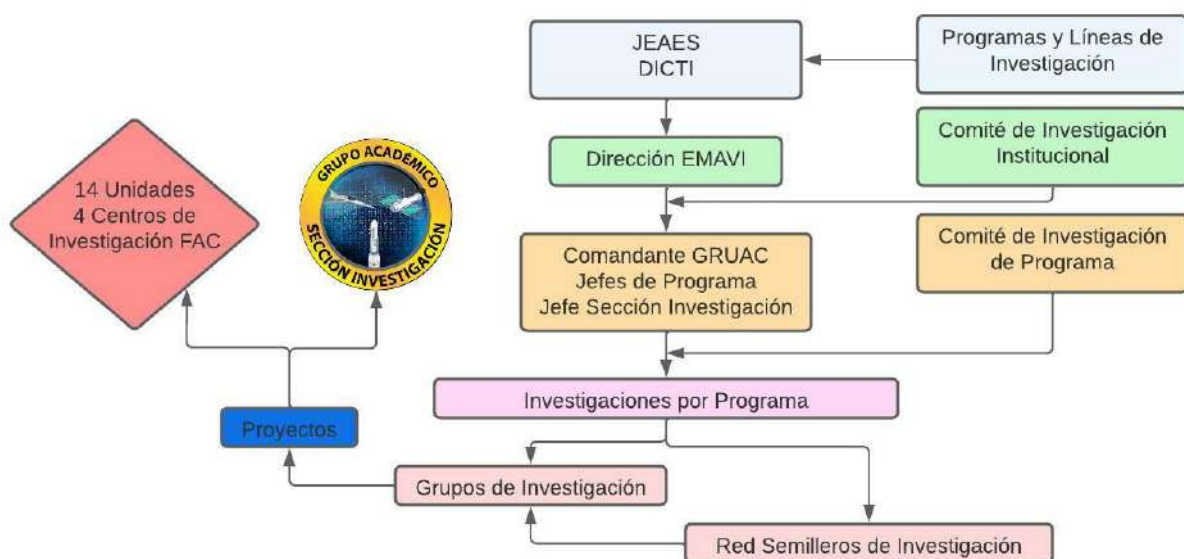 JEAES
DICTI
Programas y Líneas de
Investigación
Dirección EMAVI
Comité de Investigación
Institucional
14 Unidades
4 Centros de
Investigación FAC
GRUPO ACADÉMICO
SECCIÓN INVESTIGACIÓN
Comandante GRUAC
Jefes de Programa
Jefe Sección Investigación
Comité de Investigación
de Programa
Investigaciones por Programa
Proyectos
Grupos de Investigación
Red Semilleros de Investigación